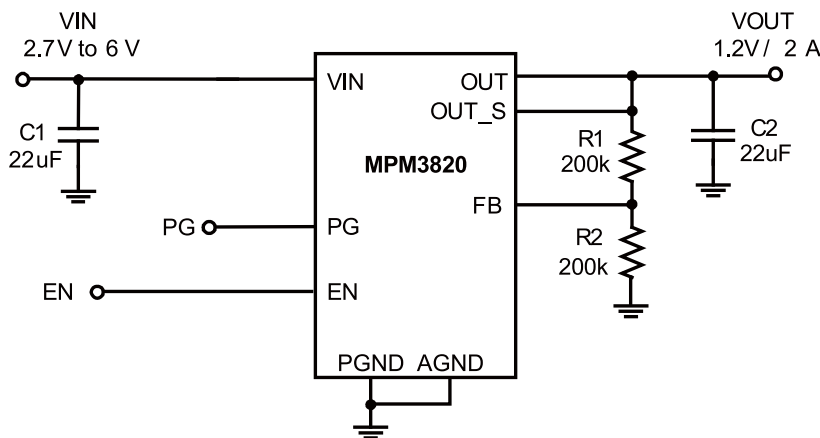 VIN
2.7V to 6 V
VOUT
1.2V / 2 A
VIN
OUT
OUT_S
C1
22uF
R1
200k
C2
22uF
MPM3820
FB
PG
PG
R2
200k
EN
EN
PGND AGND